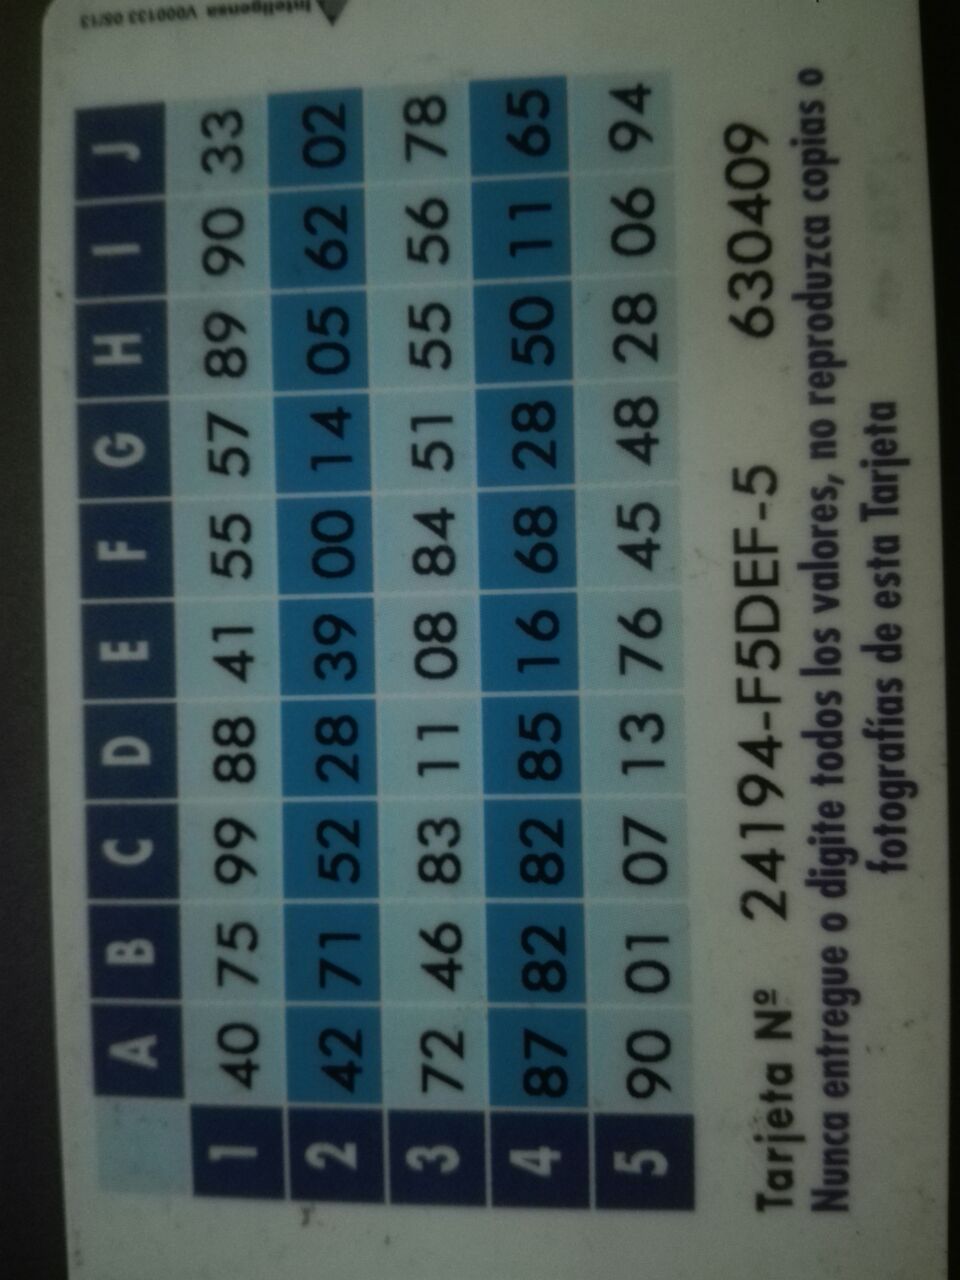 A B C D E F G H I J
1 40 75 99 88 41 55 57 89 90 33
2 42 71 52 28 39 00 14 05 62 02
3 72 46 83 11 08 84 51 55 56 78
4 87 82 82 85 16 68 28 50 11 65
5 90 01 07 13 76 45 48 28 06 94
Tarjeta Nº 24194-F5DEF-5 630409
Nunca entregue o digite todos los valores, no reproduzca copias o
fotografías de esta Tarjeta
Inteligensa V000133 05/13